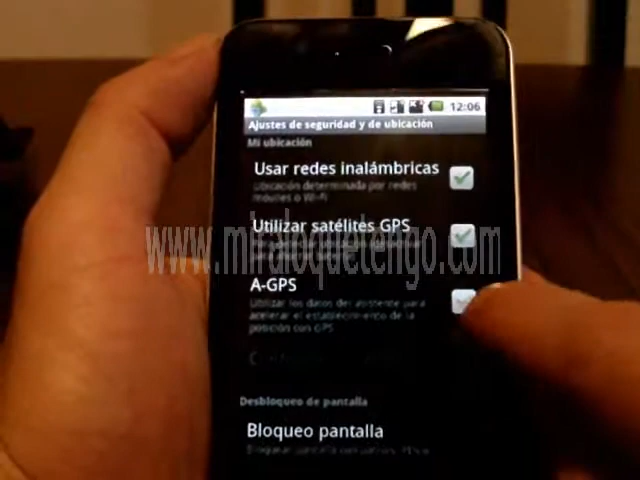 12:06
Ajustes de seguridad y de ubicación
Mi ubicación
Usar redes inalámbricas
Ubicación determinada por redes
móviles o Wi-Fi
Utilizar satélites GPS
www.miraloquetengo.com
A-GPS
Utilizar los datos del asistente para
acelerar el establecimiento de la
posición con GPS
Desbloqueo de pantalla
Bloqueo pantalla